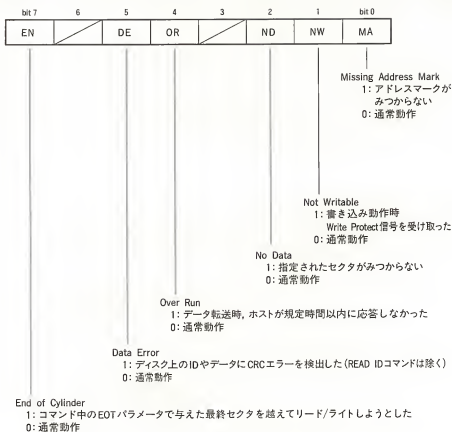 bit 7 6 5 4 3 2 1 bit 0
EN DE OR ND NW MA
Missing Address Mark
1: アドレスマークが
みつからない
0: 通常動作
Not Writable
1: 書き込み動作時
Write Protect信号を受け取った
0: 通常動作
No Data
1: 指定されたセクタがみつからない
0: 通常動作
Over Run
1: データ転送時, ホストが規定時間以内に応答しなかった
0: 通常動作
Data Error
1: ディスク上のIDやデータにCRCエラーを検出した (READ IDコマンドは除く)
0: 通常動作
End of Cylinder
1: コマンド中のEOTパラメータで与えた最終セクタを越えてリード/ライトしようとした
0: 通常動作